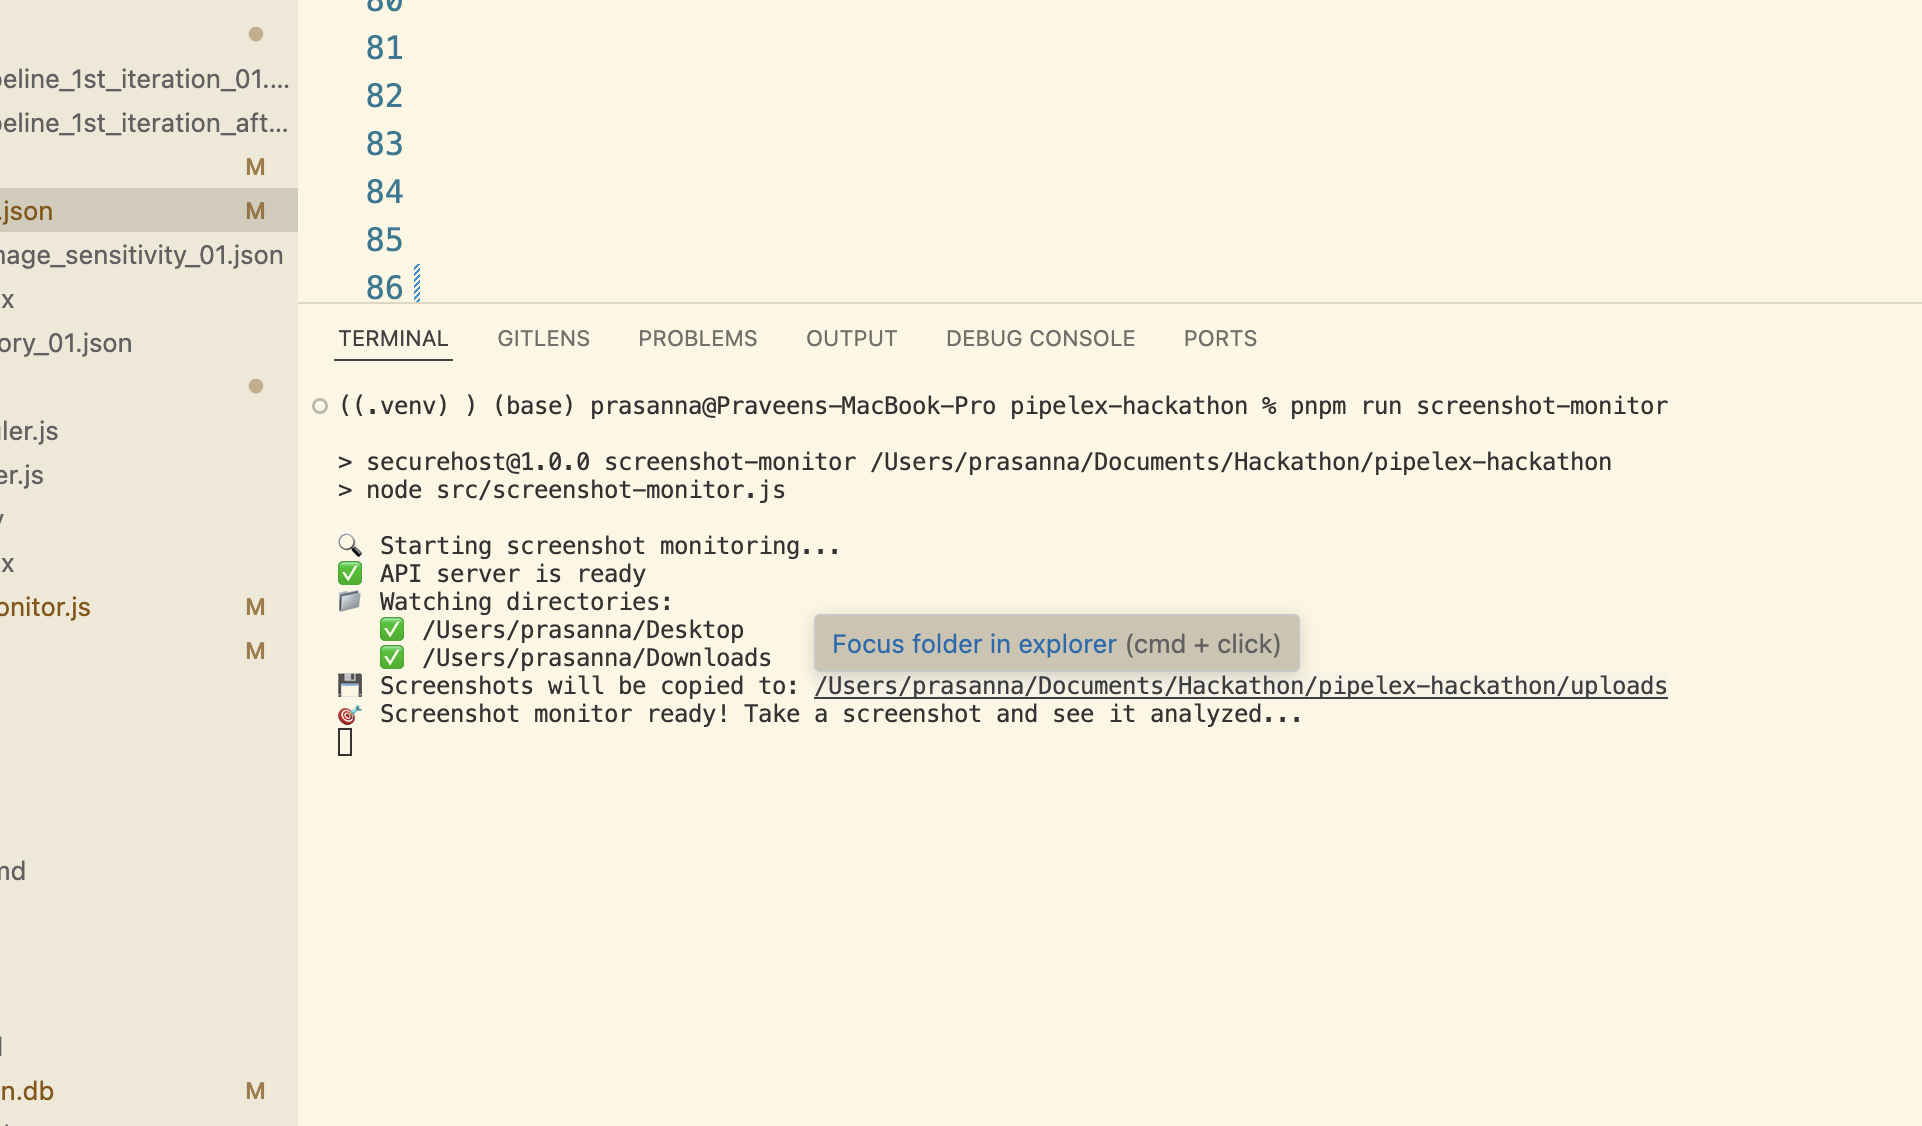 eline_1st_iteration_01....
eline_1st_iteration_aft...
M
.json M
age_sensitivity_01.json
x
ory_01.json
ler.js
er.js
x
onitor.js M
M
md
n.db M
80
81
82
83
84
85
86
TERMINAL GITLENS PROBLEMS OUTPUT DEBUG CONSOLE PORTS
((.venv) ) (base) prasanna@Praveens-MacBook-Pro pipelex-hackathon % pnpm run screenshot-monitor
> securehost@1.0.0 screenshot-monitor /Users/prasanna/Documents/Hackathon/pipelex-hackathon
> node src/screenshot-monitor.js
🔍 Starting screenshot monitoring...
✅ API server is ready
📁 Watching directories:
✅ /Users/prasanna/Desktop
✅ /Users/prasanna/Downloads
Focus folder in explorer (cmd + click)
💾 Screenshots will be copied to: /Users/prasanna/Documents/Hackathon/pipelex-hackathon/uploads
🎯 Screenshot monitor ready! Take a screenshot and see it analyzed...